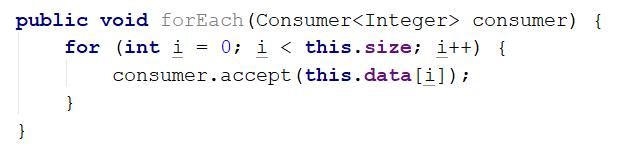 public void forEach(Consumer<Integer> consumer) {
    for (int i = 0; i < this.size; i++) {
        consumer.accept(this.data[i]);
    }
}